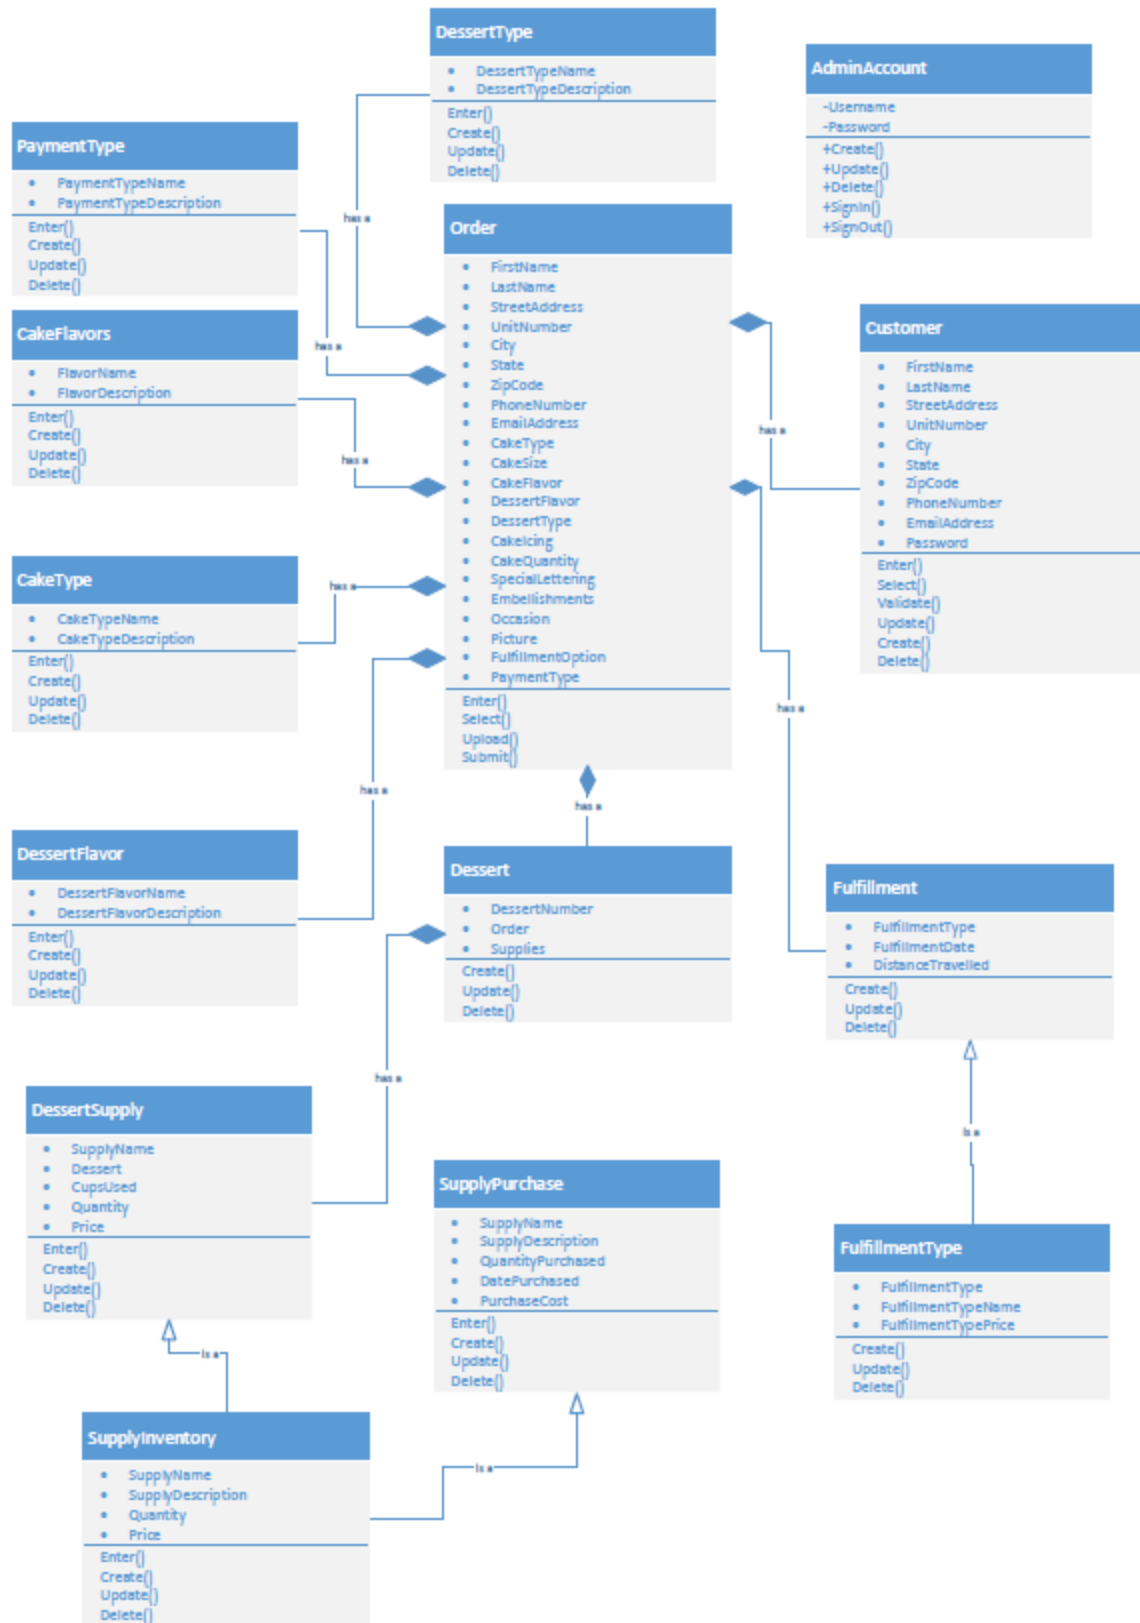 DessertType
• DessertTypeName
• DessertTypeDescription
Enter()
Create()
Update()
Delete()
AdminAccount
-Username
-Password
+Create()
+Update()
+Delete()
+SignIn()
+SignOut()
PaymentType
• PaymentTypeName
• PaymentTypeDescription
Enter()
Create()
Update()
Delete()
has a
Order
• FirstName
• LastName
• StreetAddress
• UnitNumber
• City
• State
• ZipCode
• PhoneNumber
• EmailAddress
• CakeType
• CakeSize
• CakeFlavor
• DessertFlavor
• DessertType
• CakeIcing
• CakeQuantity
• SpecialLettering
• Embellishments
• Occasion
• Picture
• FulfillmentOption
• PaymentType
Enter()
Select()
Upload()
Submit()
has a
CakeFlavors
• FlavorName
• FlavorDescription
Enter()
Create()
Update()
Delete()
has a
Customer
• FirstName
• LastName
• StreetAddress
• UnitNumber
• City
• State
• ZipCode
• PhoneNumber
• EmailAddress
• Password
Enter()
Select()
Validate()
Update()
Create()
Delete()
has a
CakeType
• CakeTypeName
• CakeTypeDescription
Enter()
Create()
Update()
Delete()
has a
has a
has a
has a
DessertFlavor
• DessertFlavorName
• DessertFlavorDescription
Enter()
Create()
Update()
Delete()
Dessert
• DessertNumber
• Order
• Supplies
Create()
Update()
Delete()
Fulfillment
• FulfillmentType
• FulfillmentDate
• DistanceTravelled
Create()
Update()
Delete()
has a
Is a
DessertSupply
• SupplyName
• Dessert
• CupsUsed
• Quantity
• Price
Enter()
Create()
Update()
Delete()
SupplyPurchase
• SupplyName
• SupplyDescription
• QuantityPurchased
• DatePurchased
• PurchaseCost
Enter()
Create()
Update()
Delete()
FulfillmentType
• FulfillmentType
• FulfillmentTypeName
• FulfillmentTypePrice
Create()
Update()
Delete()
Is a
SupplyInventory
• SupplyName
• SupplyDescription
• Quantity
• Price
Enter()
Create()
Update()
Delete()
Is a